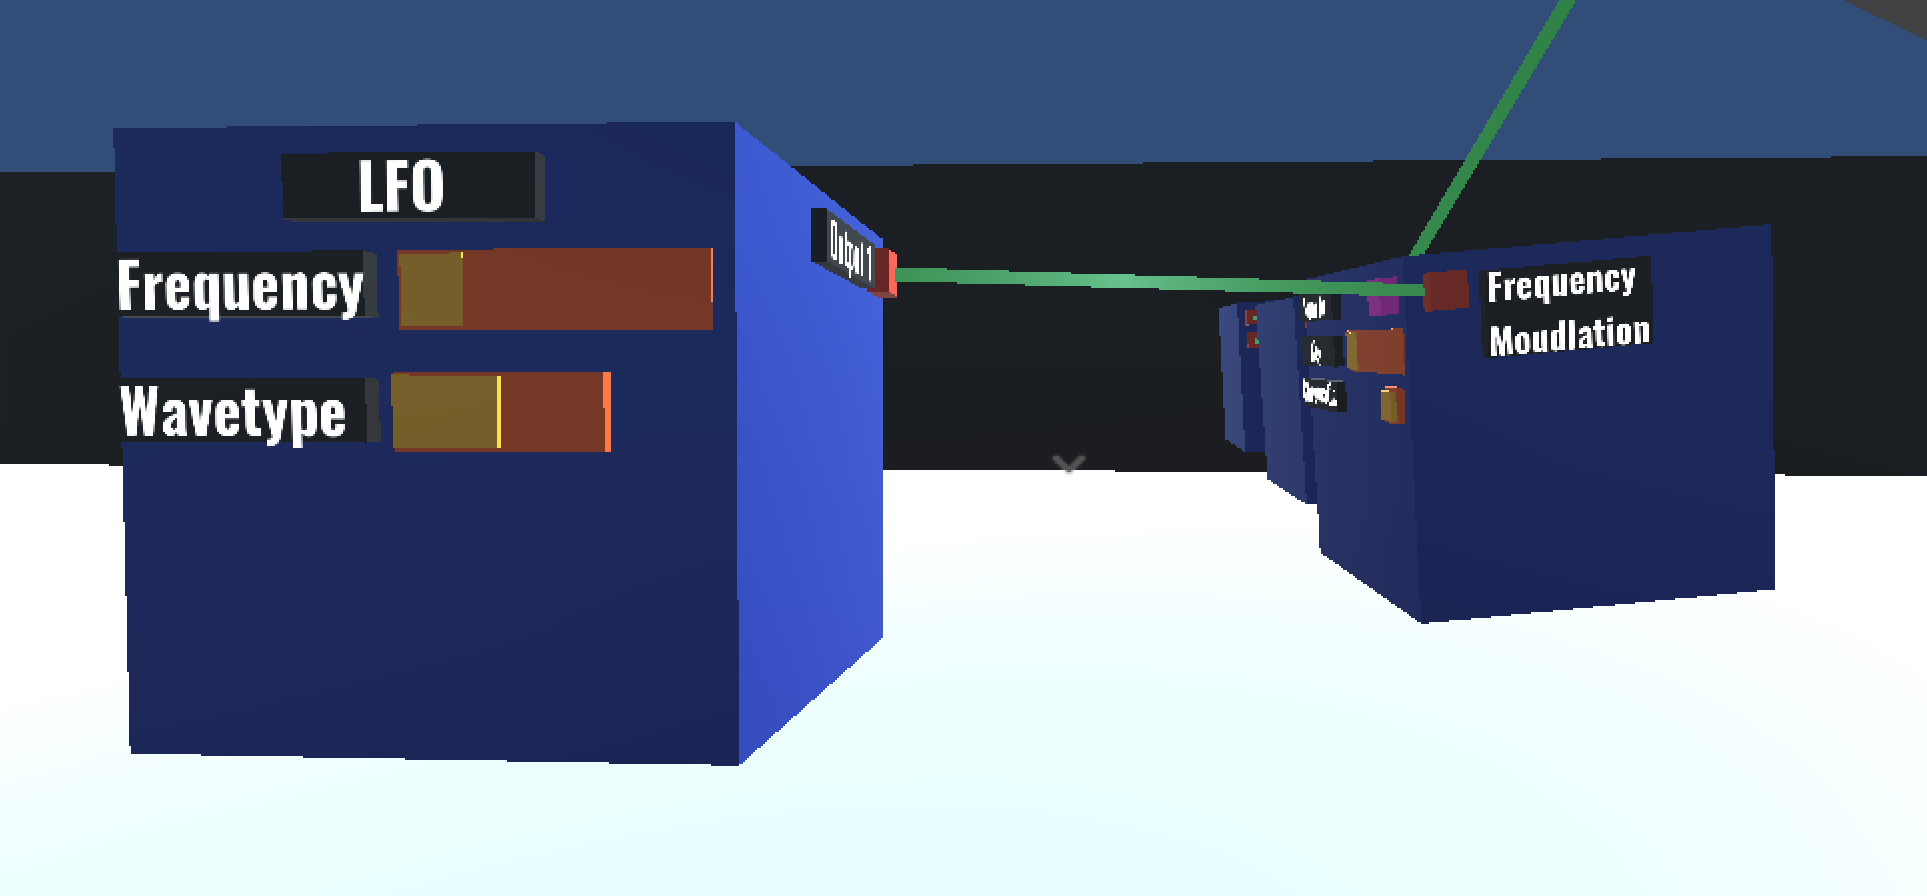 LFO
Frequency
Wavetype
Output 1
Frequency
Moudlation